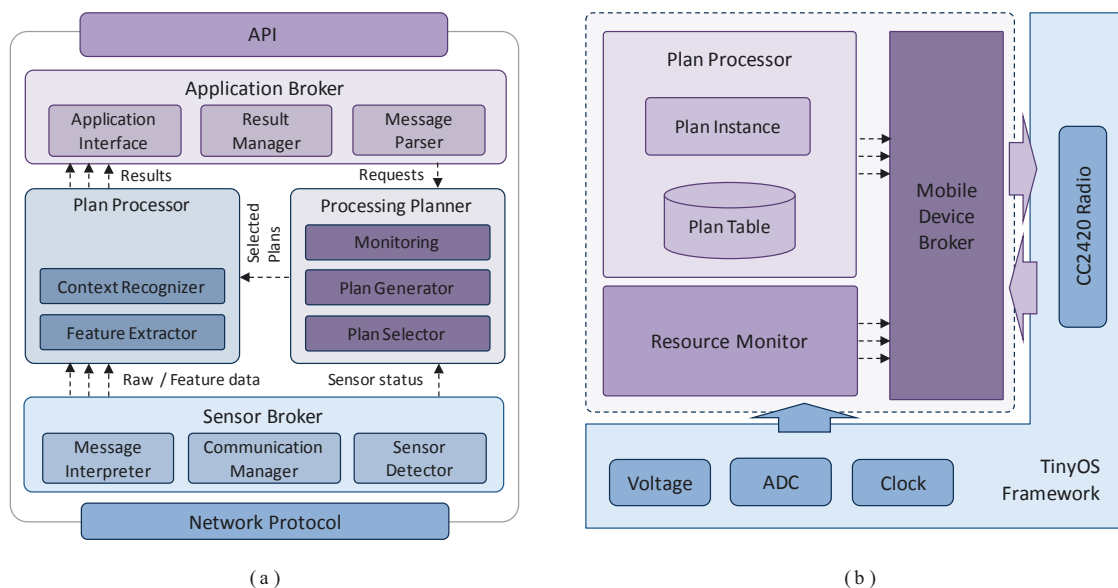 API
Application Broker
Application
Interface
Result
Manager
Message
Parser
Results
Requests
Plan Processor
Context Recognizer
Feature Extractor
Selected
Plans
Processing Planner
Monitoring
Plan Generator
Plan Selector
Raw / Feature data
Sensor status
Sensor Broker
Message
Interpreter
Communication
Manager
Sensor
Detector
Network Protocol
(a)
Plan Processor
Plan Instance
Plan Table
Resource Monitor
Mobile
Device
Broker
CC2420 Radio
Voltage
ADC
Clock
TinyOS
Framework
(b)